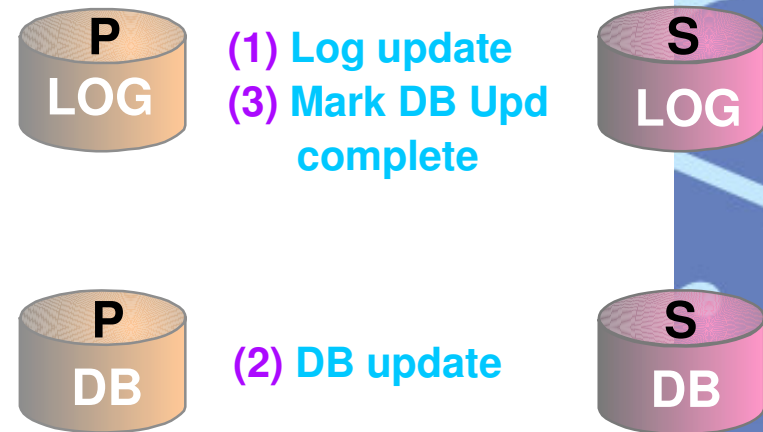 P
LOG
(1) Log update
(3) Mark DB Upd
complete
S
LOG
P
DB
(2) DB update
S
DB